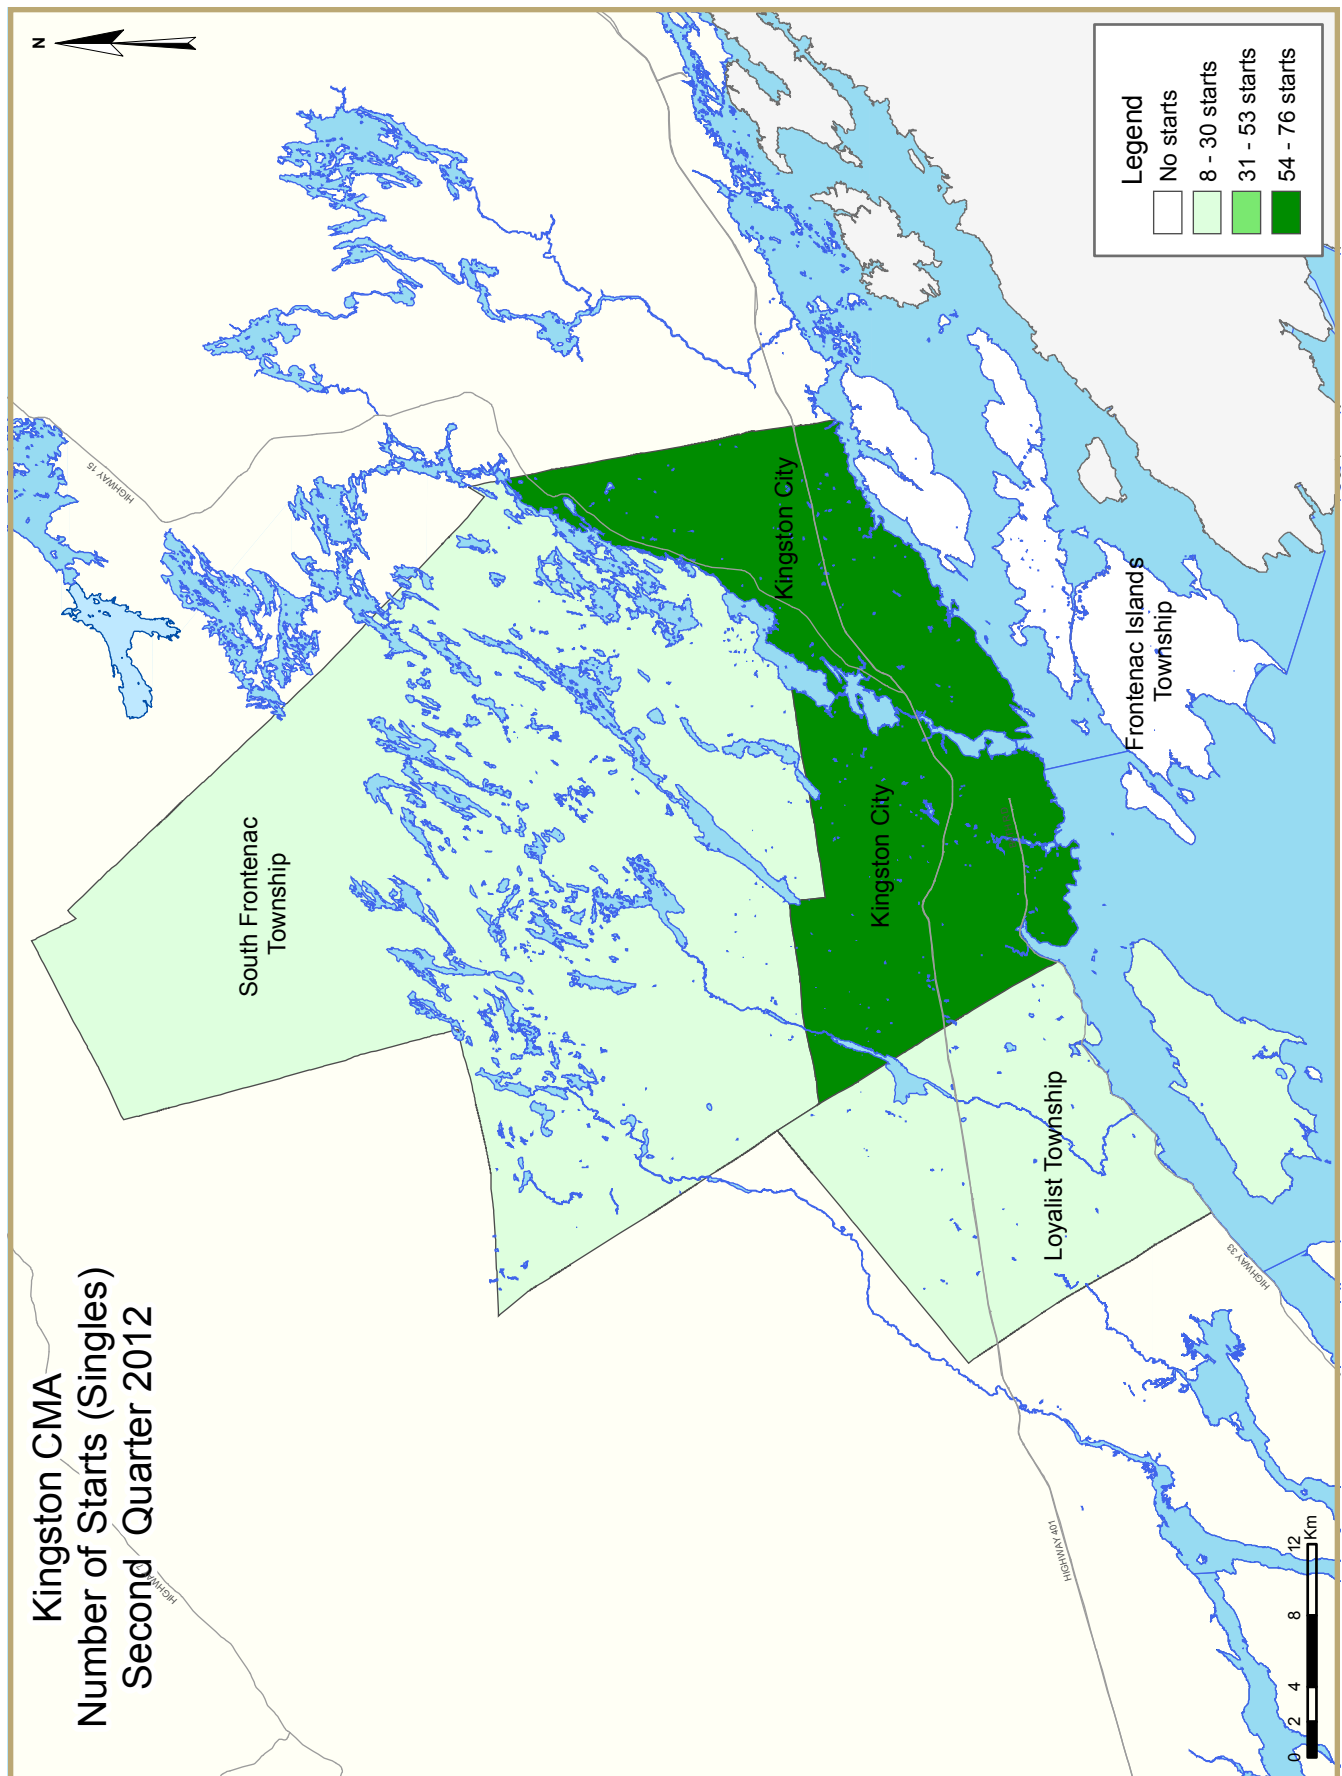 Kingston CMA
Number of Starts (Singles)
Second Quarter 2012
N
HIGHWAY 15
HIGHWAY 7
South Frontenac
Township
Kingston City
Kingston City
Loyalist Township
Frontenac Islands
Township
HIGHWAY 401
HIGHWAY 33
0 2 4 8 12
Km
Legend
No starts
8 - 30 starts
31 - 53 starts
54 - 76 starts